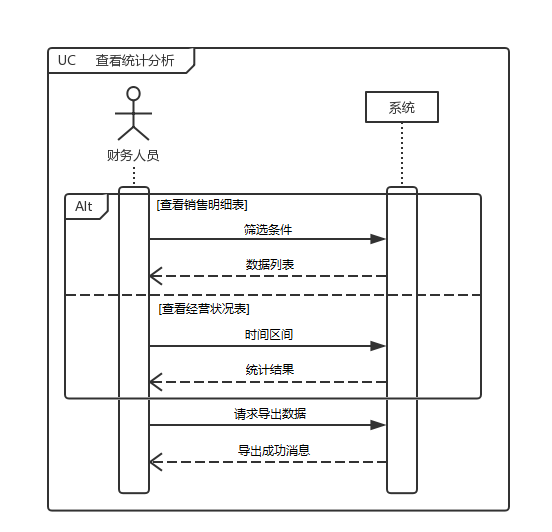 UC 查看统计分析
系统
财务人员
Alt
[查看销售明细表]
筛选条件
数据列表
[查看经营状况表]
时间区间
统计结果
请求导出数据
导出成功消息